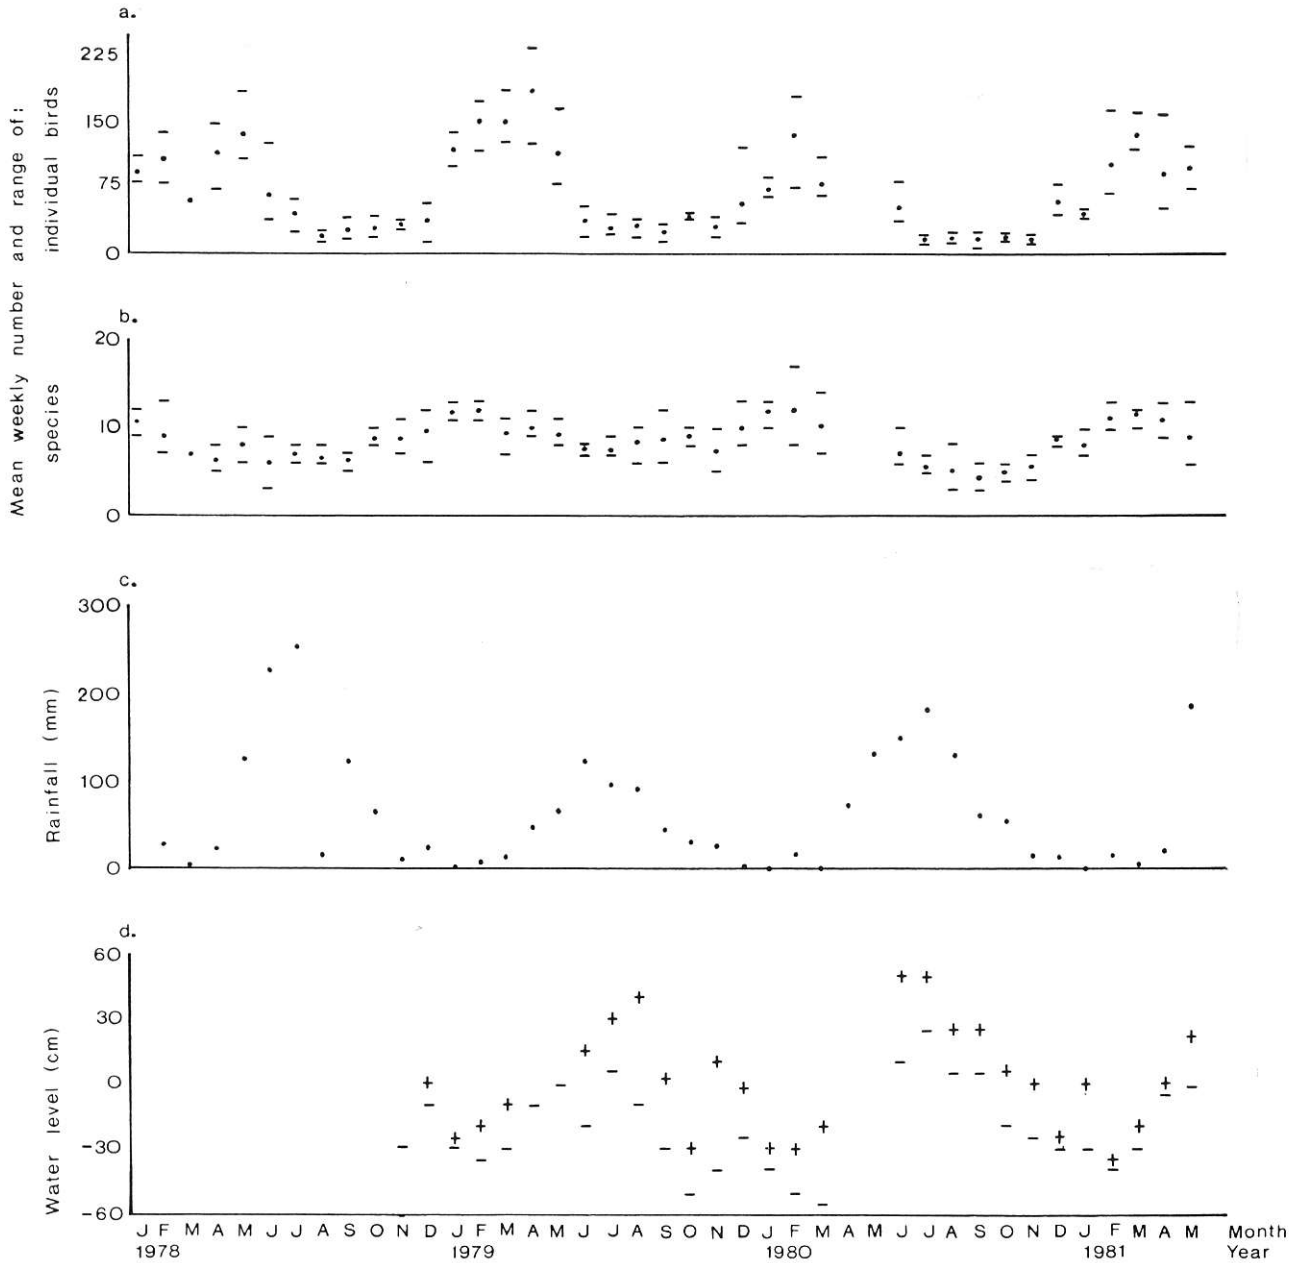 a.
Mean weekly number and range of:
individual birds
225
150
75
0
b.
species
20
10
0
c.
Rainfall (mm)
300
200
100
0
d.
Water level (cm)
60
30
0
-30
-60
J F M A M J J A S O N D J F M A M J J A S O N D J F M A M J J A S O N D J F M A M Month
1978 1979 1980 1981 Year